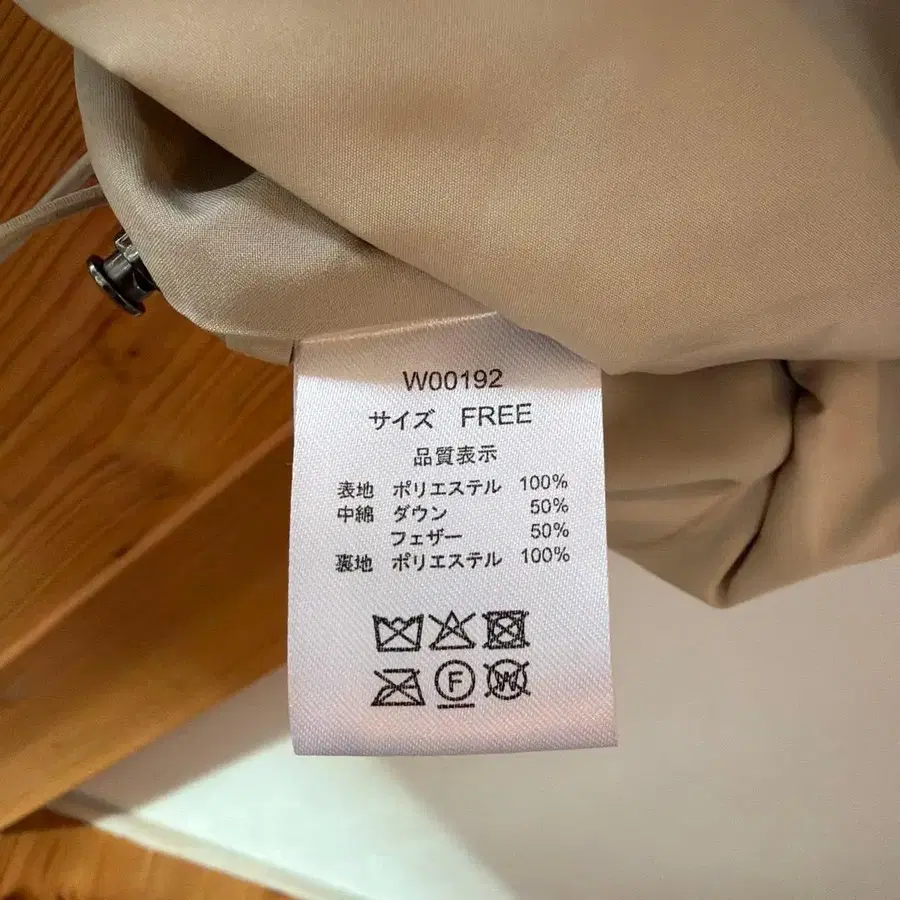 W00192
サイズ FREE
品質表示
表地 ポリエステル 100%
中綿 ダウン 50%
フェザー 50%
裏地 ポリエステル 100%
F
W